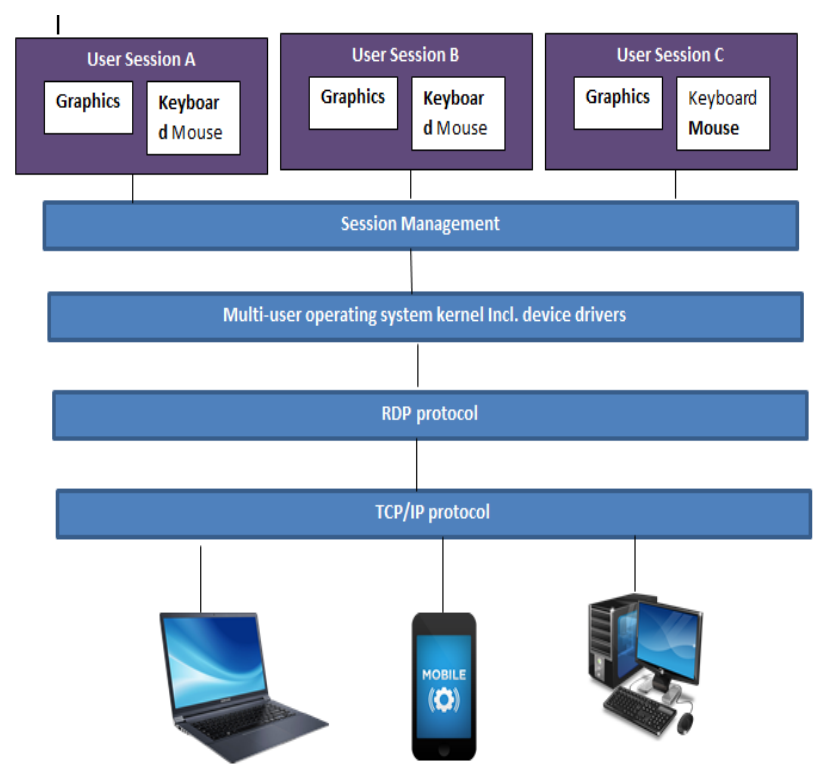 User Session A
Graphics
Keyboar
d Mouse
User Session B
Graphics
Keyboar
d Mouse
User Session C
Graphics
Keyboard
Mouse
Session Management
Multi-user operating system kernel Incl. device drivers
RDP protocol
TCP/IP protocol
MOBILE